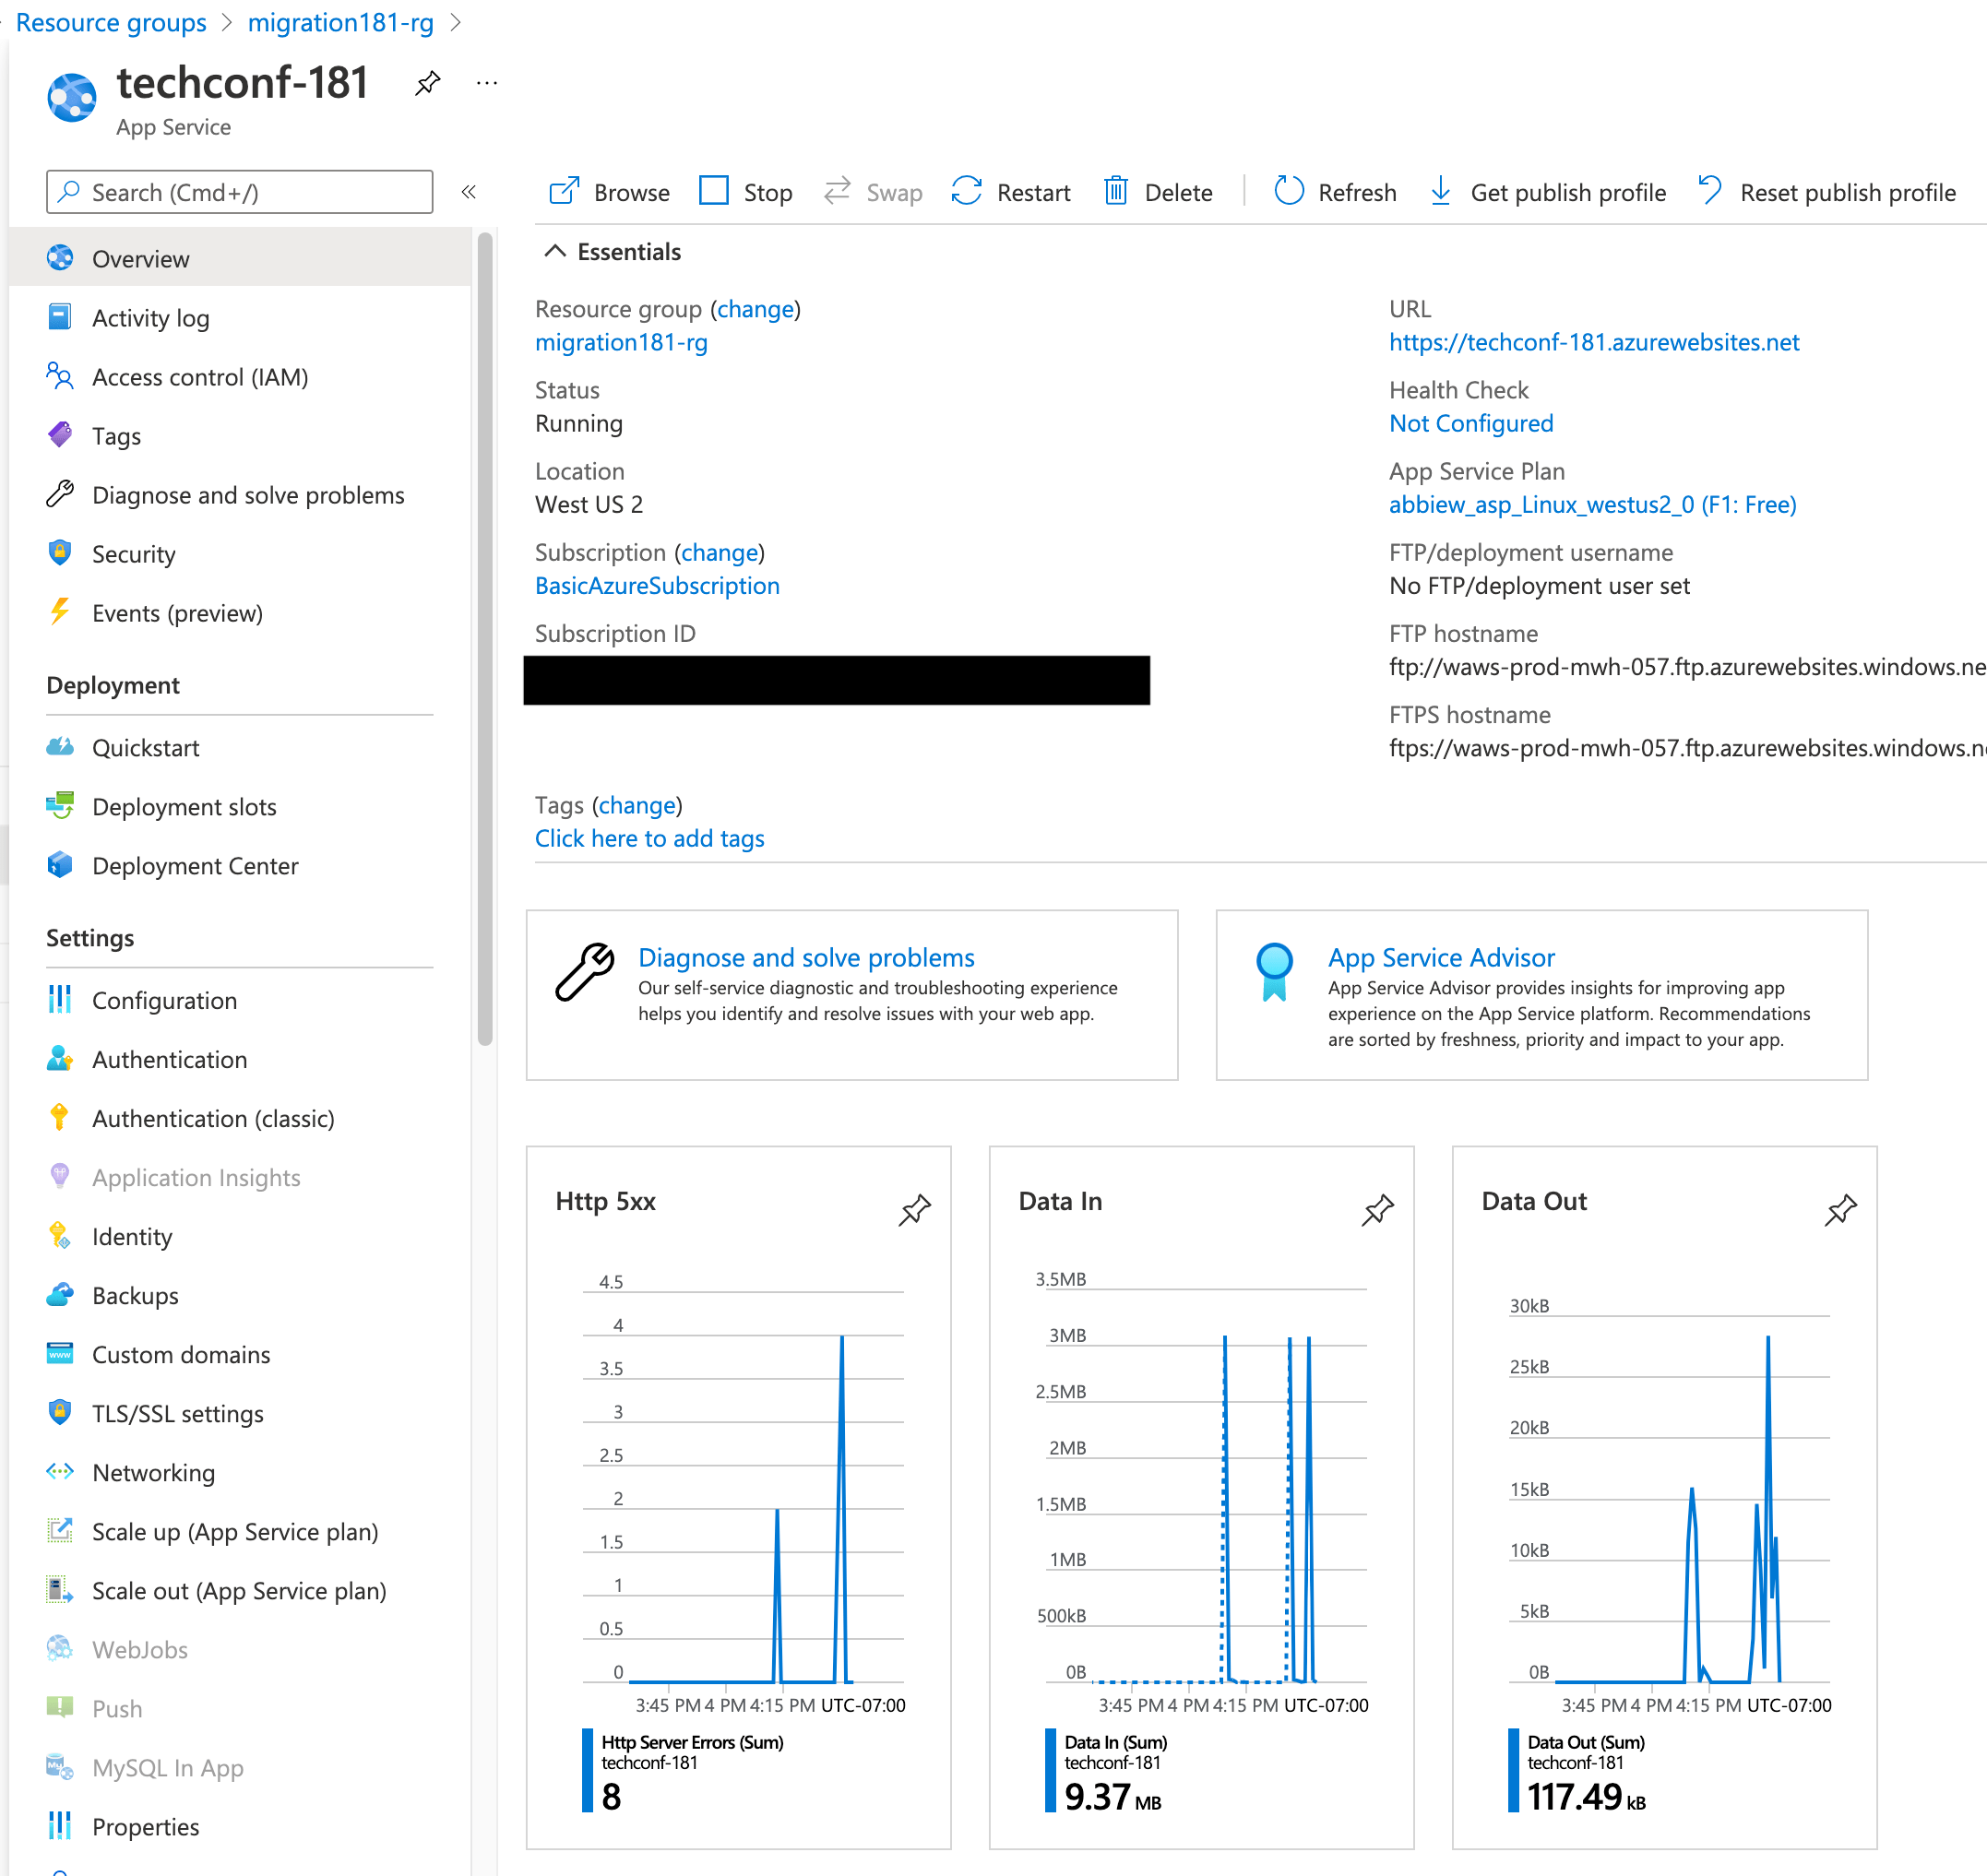 Resource groups > migration181-rg >
techconf-181
...
App Service
Search (Cmd+/)
«
Browse
Stop
Swap
Restart
Delete
Refresh
Get publish profile
Reset publish profile
Overview
Activity log
Access control (IAM)
Tags
Diagnose and solve problems
Security
Events (preview)
Deployment
Quickstart
Deployment slots
Deployment Center
Settings
Configuration
Authentication
Authentication (classic)
Application Insights
Identity
Backups
Custom domains
TLS/SSL settings
Networking
Scale up (App Service plan)
Scale out (App Service plan)
WebJobs
Push
MySQL In App
Properties
Essentials
Resource group (change)
migration181-rg
Status
Running
Location
West US 2
Subscription (change)
BasicAzureSubscription
Subscription ID
URL
https://techconf-181.azurewebsites.net
Health Check
Not Configured
App Service Plan
abbiew_asp_Linux_westus2_0 (F1: Free)
FTP/deployment username
No FTP/deployment user set
FTP hostname
ftp://waws-prod-mwh-057.ftp.azurewebsites.windows.ne
FTPS hostname
ftps://waws-prod-mwh-057.ftp.azurewebsites.windows.n
Tags (change)
Click here to add tags
Diagnose and solve problems
Our self-service diagnostic and troubleshooting experience
helps you identify and resolve issues with your web app.
App Service Advisor
App Service Advisor provides insights for improving app
experience on the App Service platform. Recommendations
are sorted by freshness, priority and impact to your app.
Http 5xx
4.5
4
3.5
3
2.5
2
1.5
1
0.5
0
3:45 PM 4 PM 4:15 PM UTC-07:00
Http Server Errors (Sum)
techconf-181
8
Data In
3.5MB
3MB
2.5MB
2MB
1.5MB
1MB
500kB
0B
3:45 PM 4 PM 4:15 PM UTC-07:00
Data In (Sum)
techconf-181
9.37 MB
Data Out
30kB
25kB
20kB
15kB
10kB
5kB
0B
3:45 PM 4 PM 4:15 PM UTC-07:00
Data Out (Sum)
techconf-181
117.49 kB